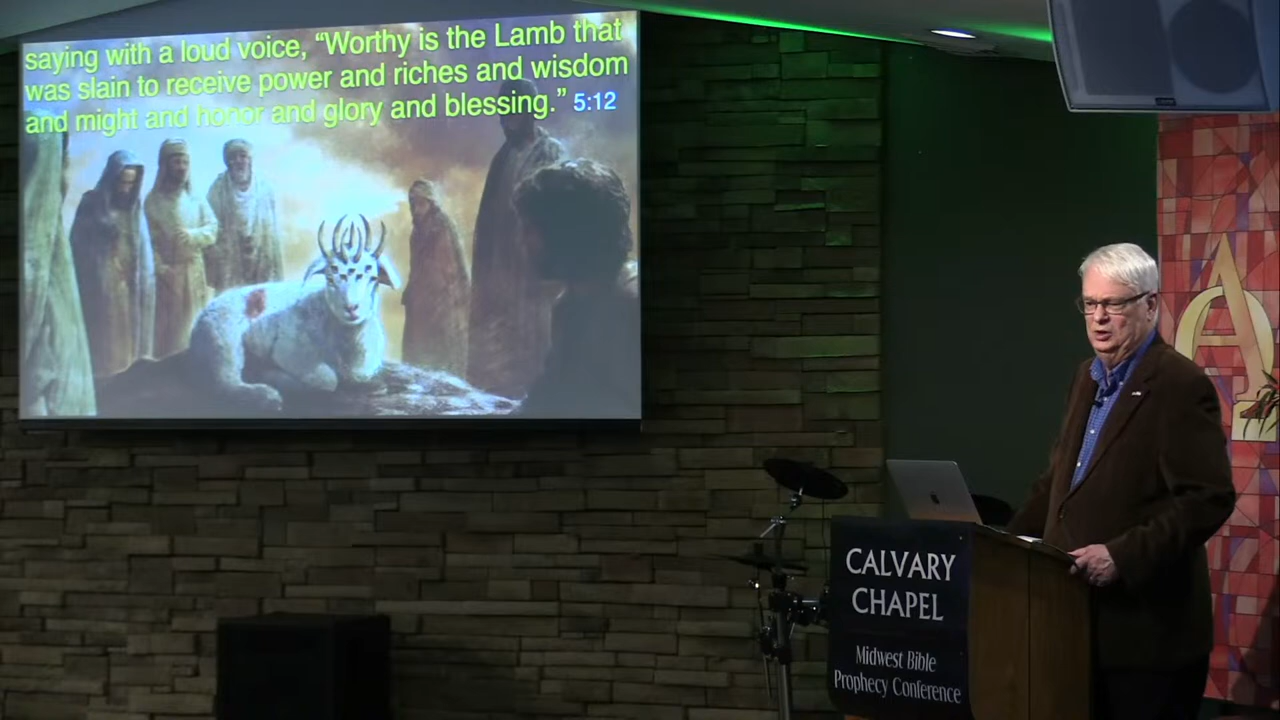 saying with a loud voice, “Worthy is the Lamb that
was slain to receive power and riches and wisdom
and might and honor and glory and blessing.” 5:12
CALVARY
CHAPEL
Midwest Bible
Prophecy Conference